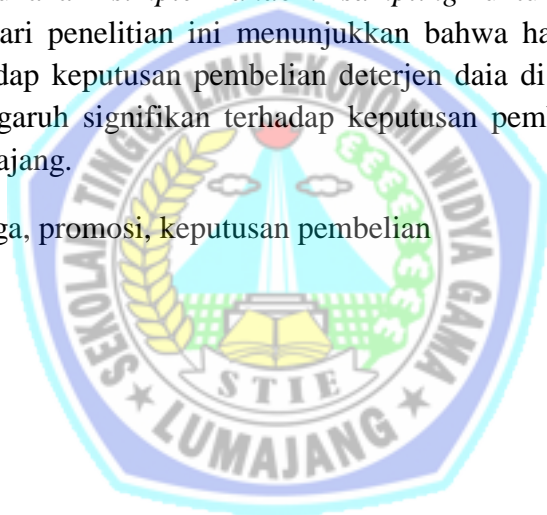 ari penelitian ini menunjukkan bahwa ha
dap keputusan pembelian deterjen daia di
garuh signifikan terhadap keputusan pemb
ajang.
ga, promosi, keputusan pembelian
SEKOLAH TINGGI ILMU EKONOMI WIDYA GAMA
STIE
LUMAJANG